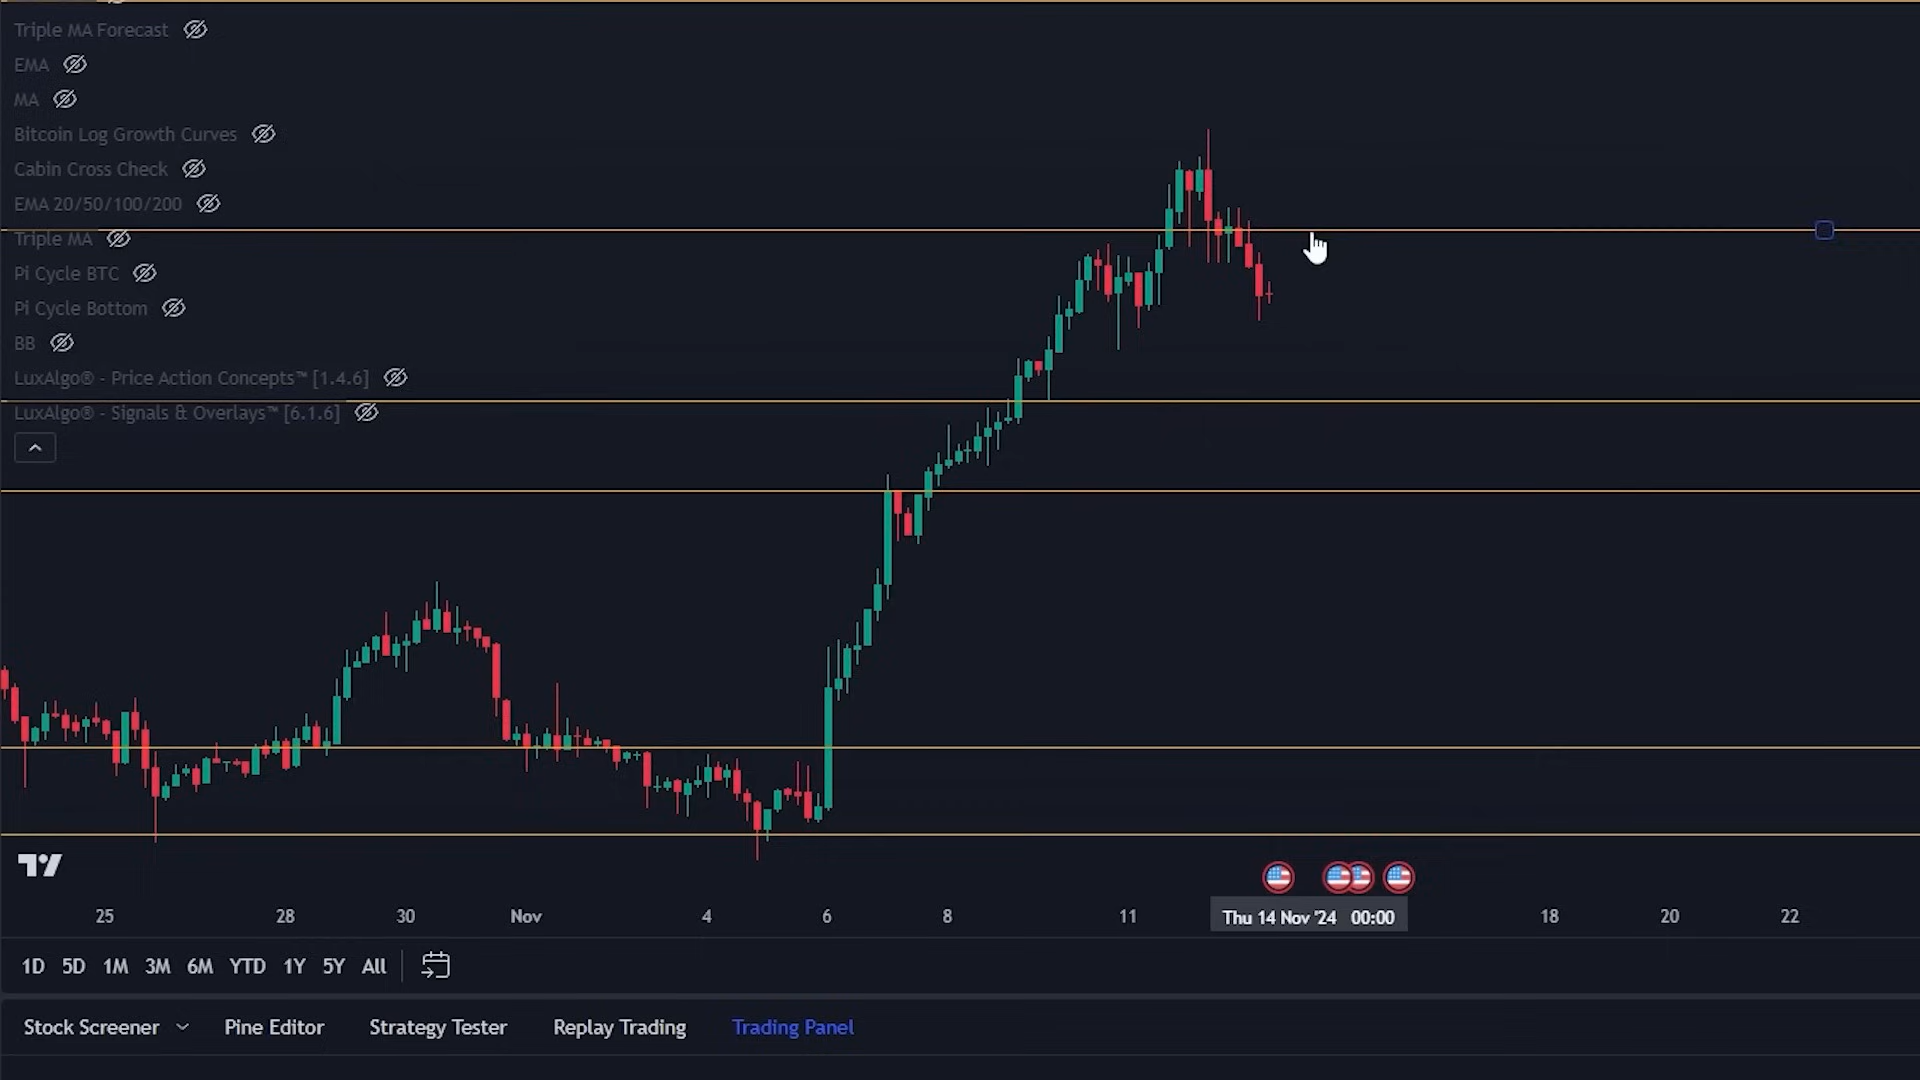 Triple MA Forecast
EMA
MA
Bitcoin Log Growth Curves
Cabin Cross Check
EMA 20/50/100/200
Triple MA
Pi Cycle BTC
Pi Cycle Bottom
BB
LuxAlgo® - Price Action Concepts™ [1.4.6]
LuxAlgo® - Signals & Overlays™ [6.1.6]
25 28 30 Nov 4 6 8 11 Thu 14 Nov '24 00:00 18 20 22
1D 5D 1M 3M 6M YTD 1Y 5Y All
Stock Screener Pine Editor Strategy Tester Replay Trading Trading Panel